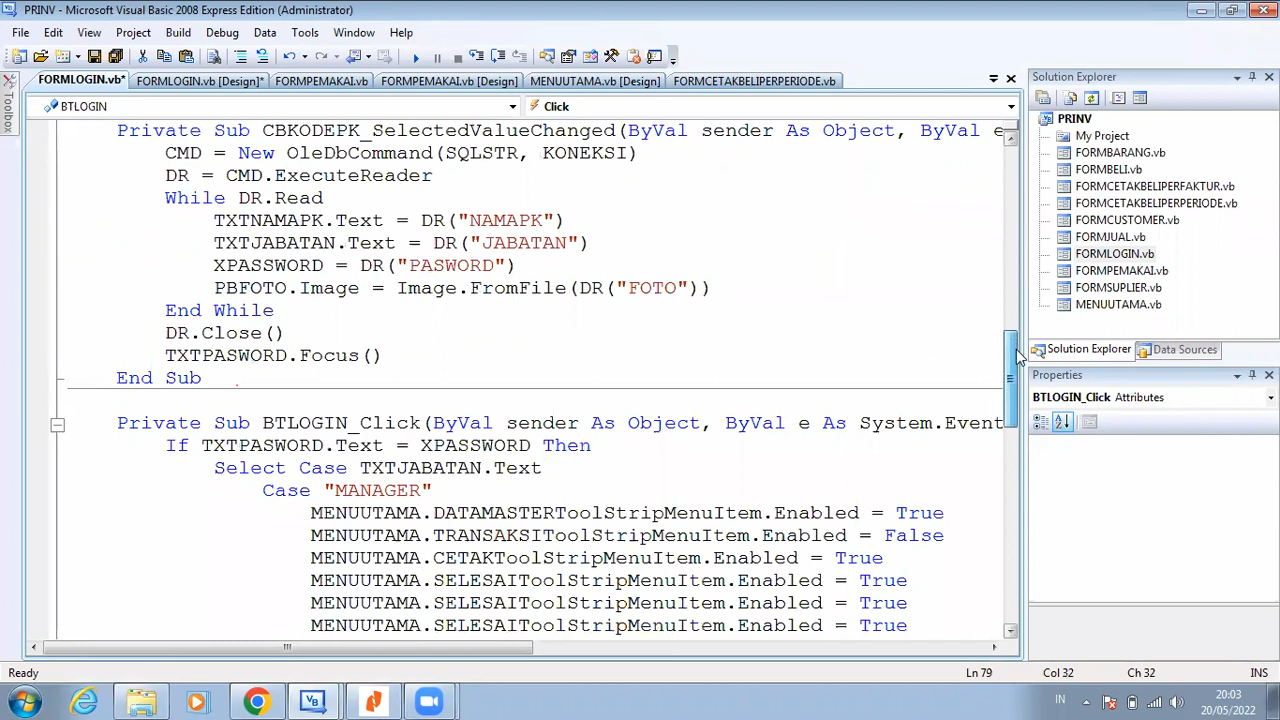 PRINV - Microsoft Visual Basic 2008 Express Edition (Administrator)
File Edit View Project Build Debug Data Tools Window Help
FORMLOGIN.vb* FORMLOGIN.vb [Design]* FORMPEMAKAI.vb FORMPEMAKAI.vb [Design] MENUUTAMA.vb [Design] FORMCETAKBELIPERPERIODE.vb
Toolbox
BTLOGIN Click
Private Sub CBKODEPK_SelectedValueChanged(ByVal sender As Object, ByVal e
CMD = New OleDbCommand(SQLSTR, KONEKSI)
DR = CMD.ExecuteReader
While DR.Read
TXTNAMAPK.Text = DR("NAMAPK")
TXTJABATAN.Text = DR("JABATAN")
XPASSWORD = DR("PASWORD")
PBFOTO.Image = Image.FromFile(DR("FOTO"))
End While
DR.Close()
TXTPASWORD.Focus()
End Sub
Private Sub BTLOGIN_Click(ByVal sender As Object, ByVal e As System.Event
If TXTPASWORD.Text = XPASSWORD Then
Select Case TXTJABATAN.Text
Case "MANAGER"
MENUUTAMA.DATAMASTERToolStripMenuItem.Enabled = True
MENUUTAMA.TRANSAKSIToolStripMenuItem.Enabled = False
MENUUTAMA.CETAKToolStripMenuItem.Enabled = True
MENUUTAMA.SELESAIToolStripMenuItem.Enabled = True
MENUUTAMA.SELESAIToolStripMenuItem.Enabled = True
MENUUTAMA.SELESAIToolStripMenuItem.Enabled = True
Solution Explorer
PRINV
My Project
FORMBARANG.vb
FORMBELI.vb
FORMCETAKBELIPERFAKTUR.vb
FORMCETAKBELIPERPERIODE.vb
FORMCUSTOMER.vb
FORMJUAL.vb
FORMLOGIN.vb
FORMPEMAKAI.vb
FORMSUPLIER.vb
MENUUTAMA.vb
Solution Explorer Data Sources
Properties
BTLOGIN_Click Attributes
Ready Ln 79 Col 32 Ch 32 INS
IN 20:03
20/05/2022